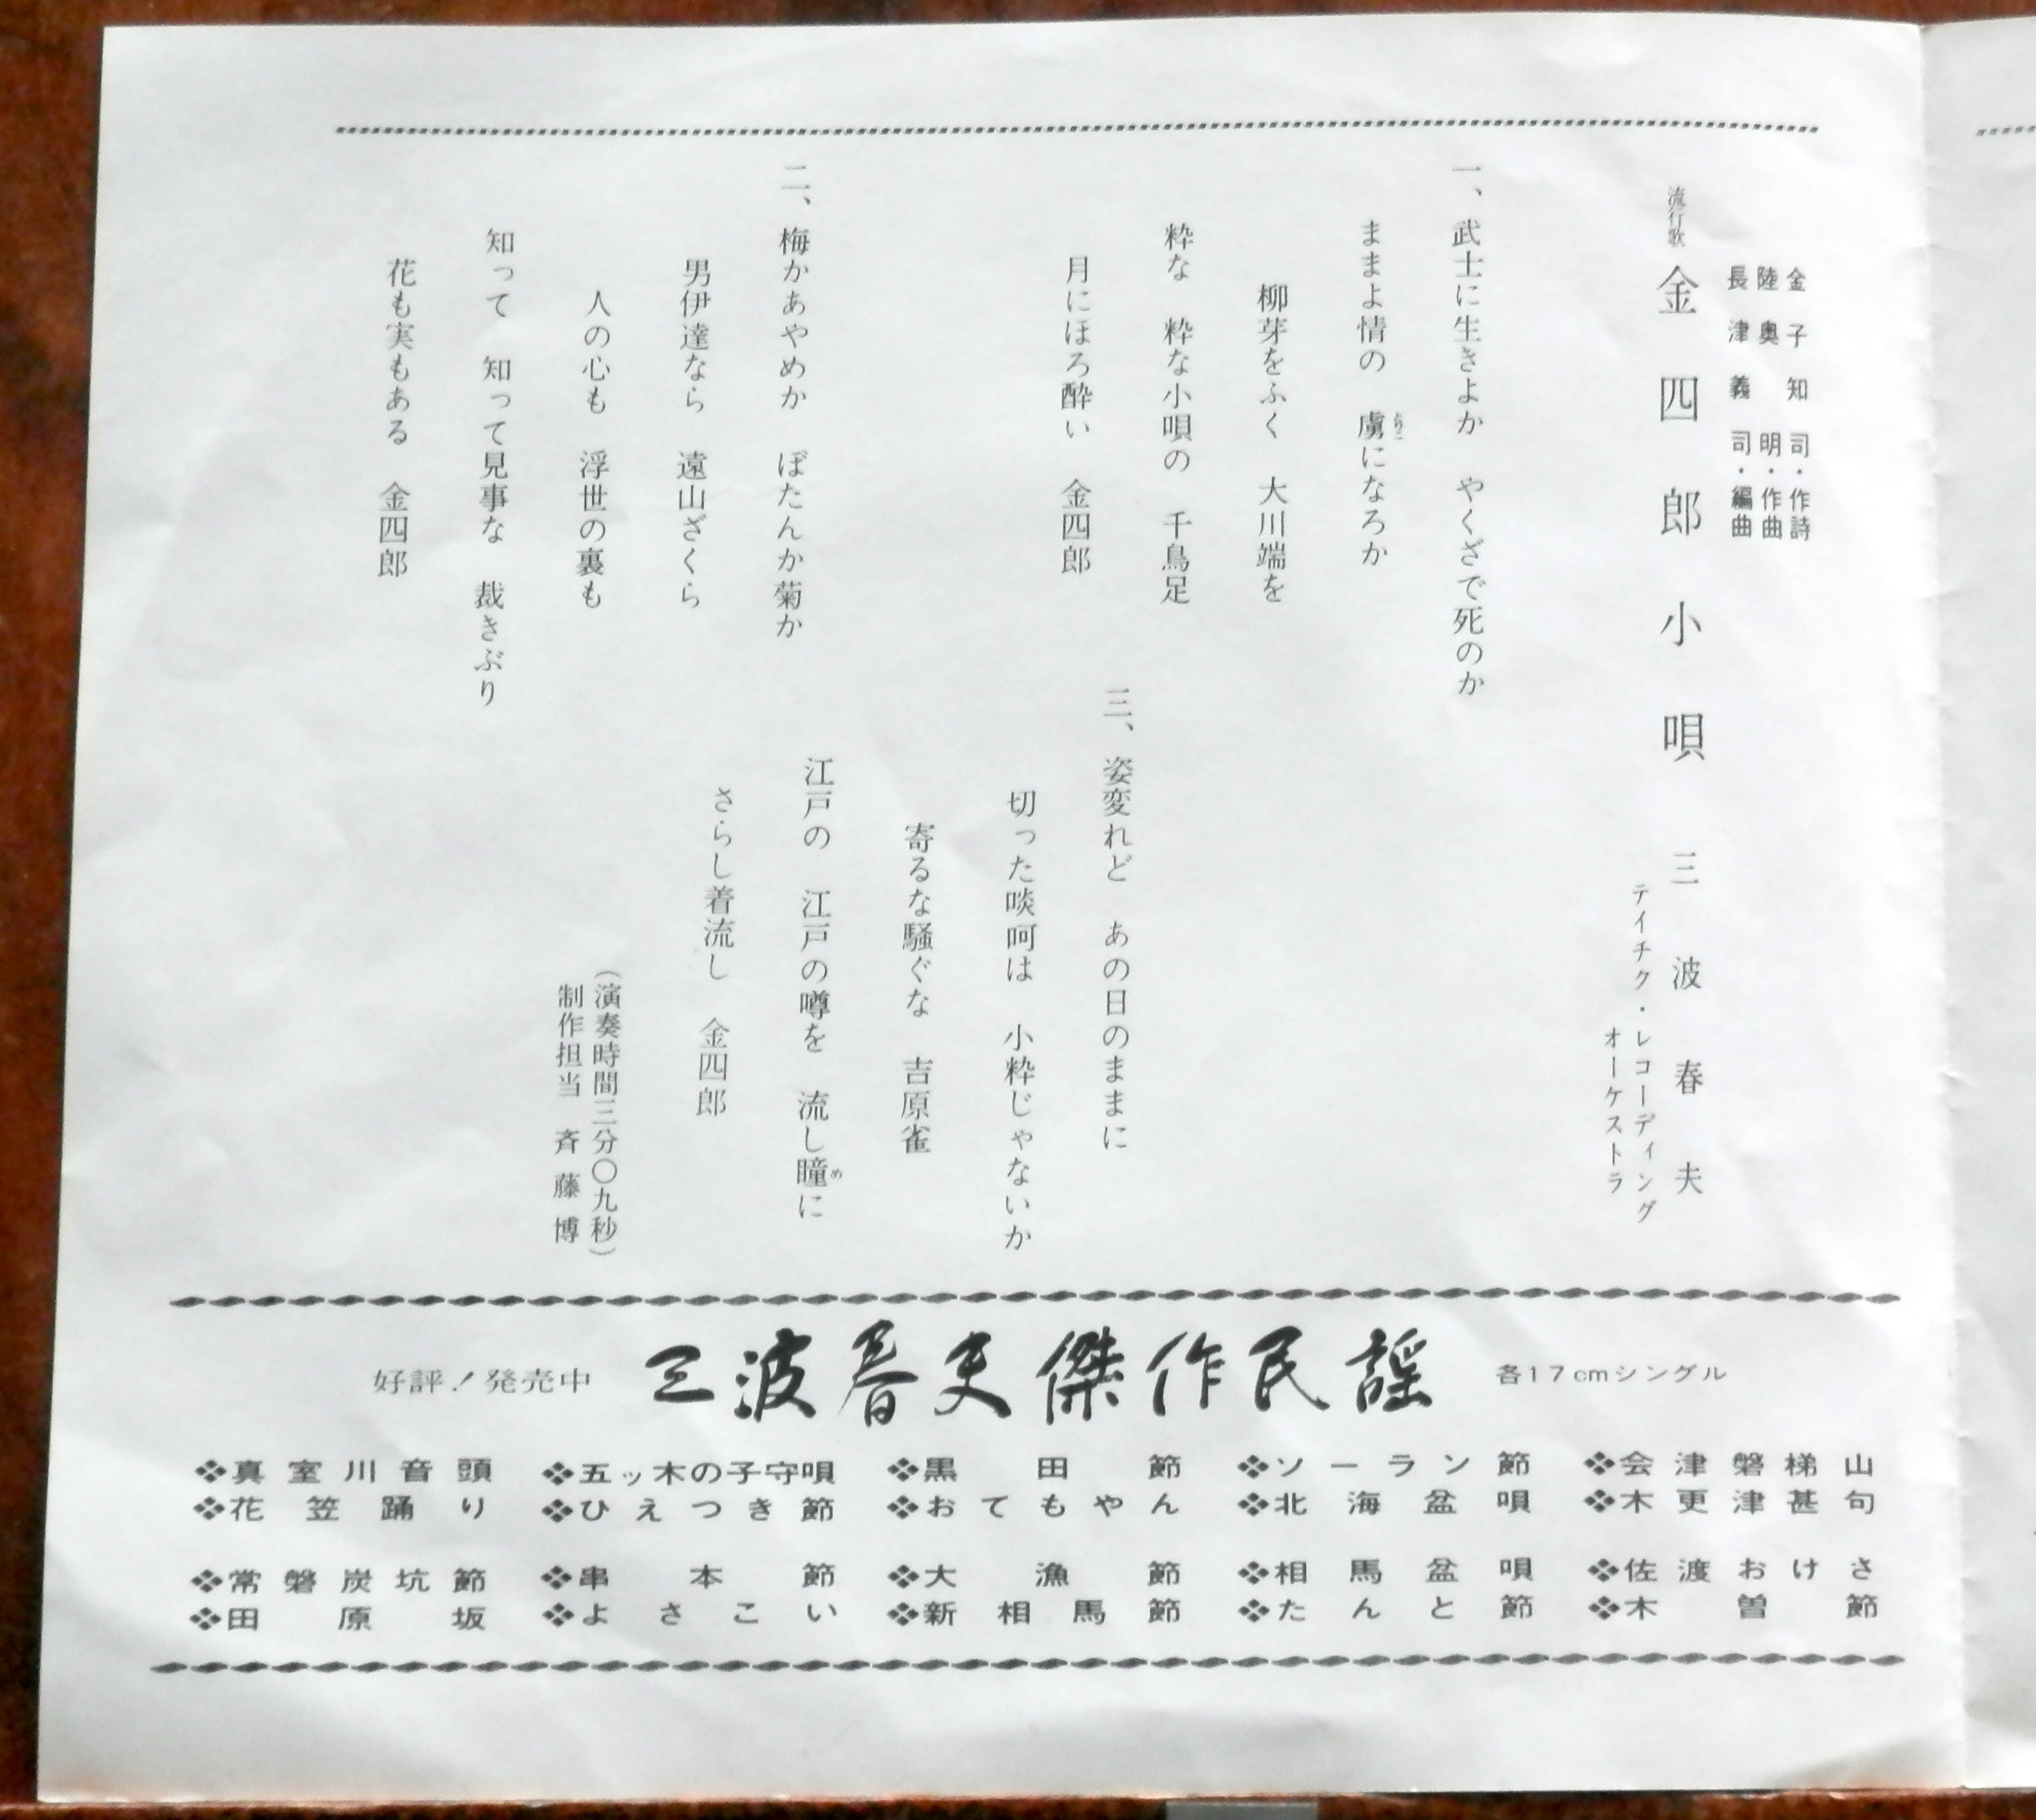 金子知司・作詩
陸奥明・作曲
長津義司・編曲
流行歌 金四郎小唄 三波春夫
テイチク・レコーディング
オーケストラ
一、武士に生きよか やくざで死のか
ままよ情の 虜になろか
とりこ
柳芽をふく 大川端を
粋な 粋な小唄の 千鳥足
月にほろ酔い 金四郎
二、梅かあやめか ぼたんか菊か
男伊達なら 遠山ざくら
人の心も 浮世の裏も
知って 知って見事な 裁きぶり
花も実もある 金四郎
三、姿変れど あの日のままに
切った啖呵は 小粋じゃないか
寄るな騒ぐな 吉原雀
江戸の 江戸の噂を 流し瞳に
め
さらし着流し 金四郎
(演奏時間三分〇九秒)
制作担当 斉藤博
好評!発売中 三波春夫傑作民謡 各17cmシングル
❖真室川音頭 ❖五ッ木の子守唄 ❖黒田節 ❖ソーラン節 ❖会津磐梯山
❖花笠踊り ❖ひえつき節 ❖おてもやん ❖北海盆唄 ❖木更津甚句
❖常磐炭坑節 ❖串本節 ❖大漁節 ❖相馬盆唄 ❖佐渡おけさ
❖田原坂 ❖よさこい ❖新相馬節 ❖たんと節 ❖木曽節